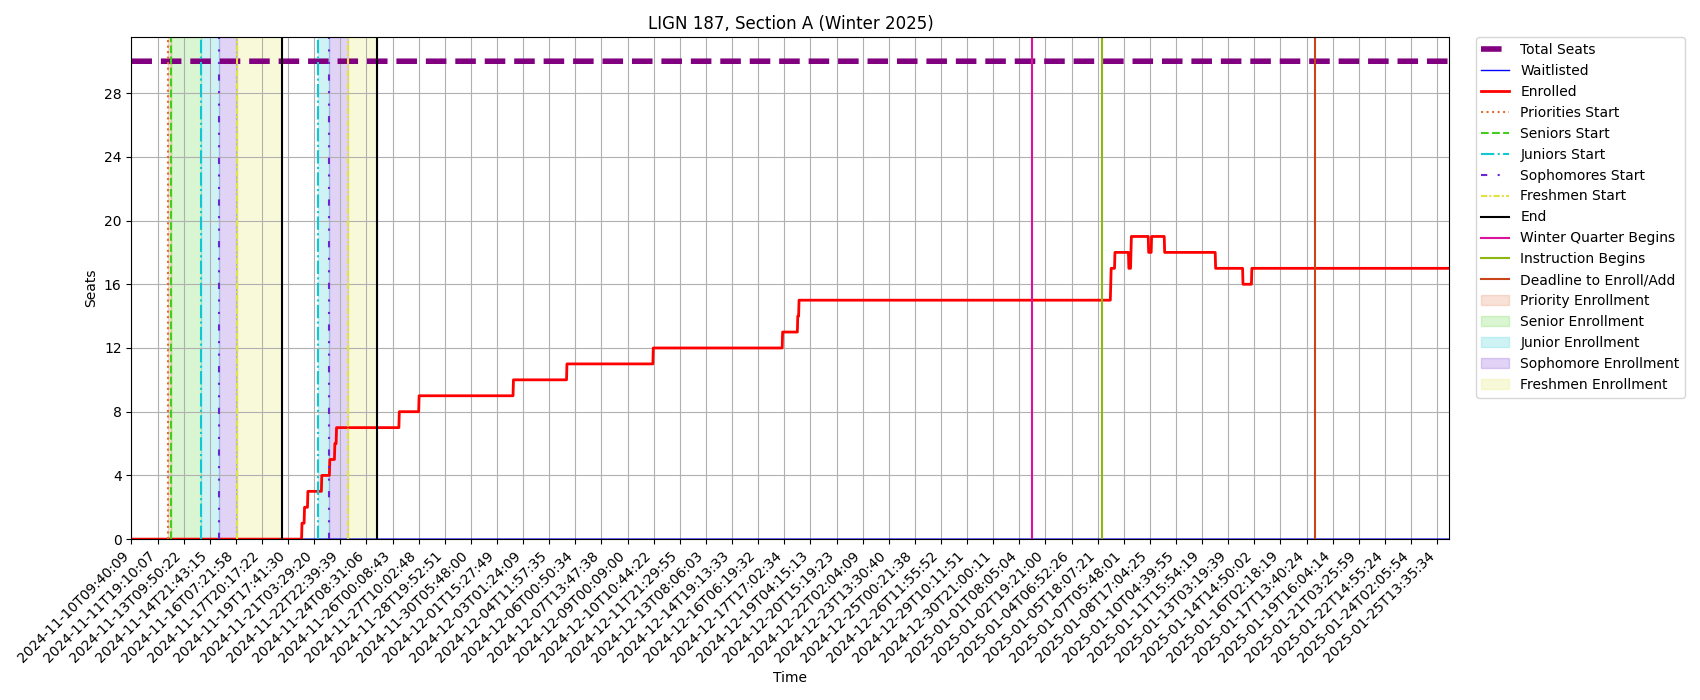 LIGN 187, Section A (Winter 2025)
Seats
28
24
20
16
12
8
4
0
2024-11-10T09:40:09
2024-11-11T19:10:07
2024-11-13T09:50:22
2024-11-14T21:43:15
2024-11-16T07:21:58
2024-11-17T20:17:22
2024-11-19T17:41:30
2024-11-21T03:29:20
2024-11-22T22:39:39
2024-11-24T08:31:06
2024-11-26T00:08:43
2024-11-27T10:02:48
2024-11-28T19:52:51
2024-11-30T05:48:00
2024-12-01T15:27:49
2024-12-03T01:24:09
2024-12-04T11:57:35
2024-12-06T00:50:34
2024-12-07T13:47:38
2024-12-09T00:09:00
2024-12-10T10:44:22
2024-12-11T21:29:55
2024-12-13T08:06:03
2024-12-14T19:13:33
2024-12-16T06:19:32
2024-12-17T17:02:34
2024-12-19T04:15:13
2024-12-20T15:19:23
2024-12-22T02:04:09
2024-12-23T13:30:40
2024-12-25T00:21:38
2024-12-26T11:55:52
2024-12-29T10:11:51
2024-12-30T21:00:11
2025-01-01T08:05:04
2025-01-02T19:21:00
2025-01-04T06:52:26
2025-01-05T18:07:21
2025-01-07T05:48:01
2025-01-08T17:04:25
2025-01-10T04:39:55
2025-01-11T15:54:19
2025-01-13T03:19:39
2025-01-14T14:50:02
2025-01-16T02:18:19
2025-01-17T13:40:24
2025-01-19T16:04:14
2025-01-21T03:25:59
2025-01-22T14:55:24
2025-01-24T02:05:54
2025-01-25T13:35:34
Time
Total Seats
Waitlisted
Enrolled
Priorities Start
Seniors Start
Juniors Start
Sophomores Start
Freshmen Start
End
Winter Quarter Begins
Instruction Begins
Deadline to Enroll/Add
Priority Enrollment
Senior Enrollment
Junior Enrollment
Sophomore Enrollment
Freshmen Enrollment